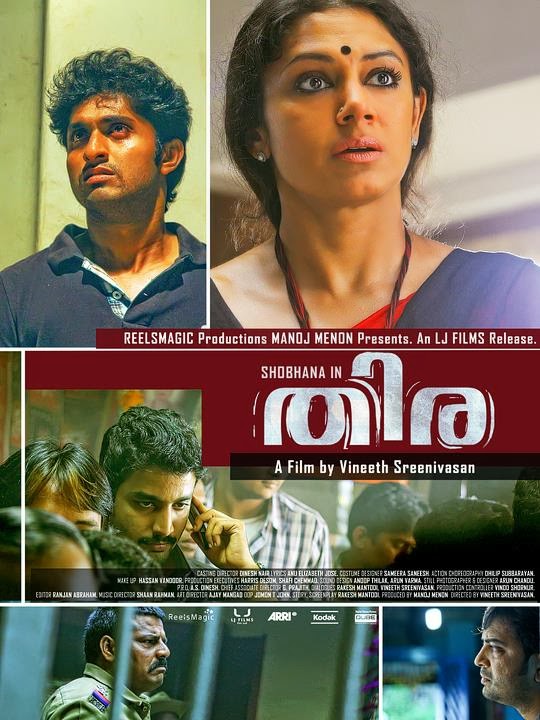 REELSMAGIC Productions MANOJ MENON Presents. An LJ FILMS Release.
SHOBHANA IN
തിര
A Film by Vineeth Sreenivasan
CASTING DIRECTOR DINESH NAIR LYRICS ANU ELIZABETH JOSE, COSTUME DESIGNER SAMEERA SANEESH, ACTION CHOREOGRAPHY DHILIP SUBBARAYAN,
MAKE UP HASSAN VANDOOR, PRODUCTION EXECUTIVES HARRIS DESOM, SHAFI CHEMMAD, SOUND DESIGN ANOOP THILAK, ARUN VARMA, STILL PHOTOGRAPHER & DESIGNER ARUN CHANDU,
P.R.O A.S. DINESH, CHIEF ASSOCIATE DIRECTOR G. PRAJITH, DIALOGUES RAKESH MANTODI, VINEETH SREENIVASAN, PRODUCTION CONTROLLER VINOD SHORNUR,
EDITOR RANJAN ABRAHAM, MUSIC DIRECTOR SHAAN RAHMAN, ART DIRECTOR AJAY MANGAD DOP JOMON T JOHN, STORY, SCREENPLAY RAKESH MANTODI, PRODUCED BY MANOJ MENON DIRECTED BY VINEETH SREENIVASAN,
ReelsMagic LJ FILMS ARRI Kodak QUBE